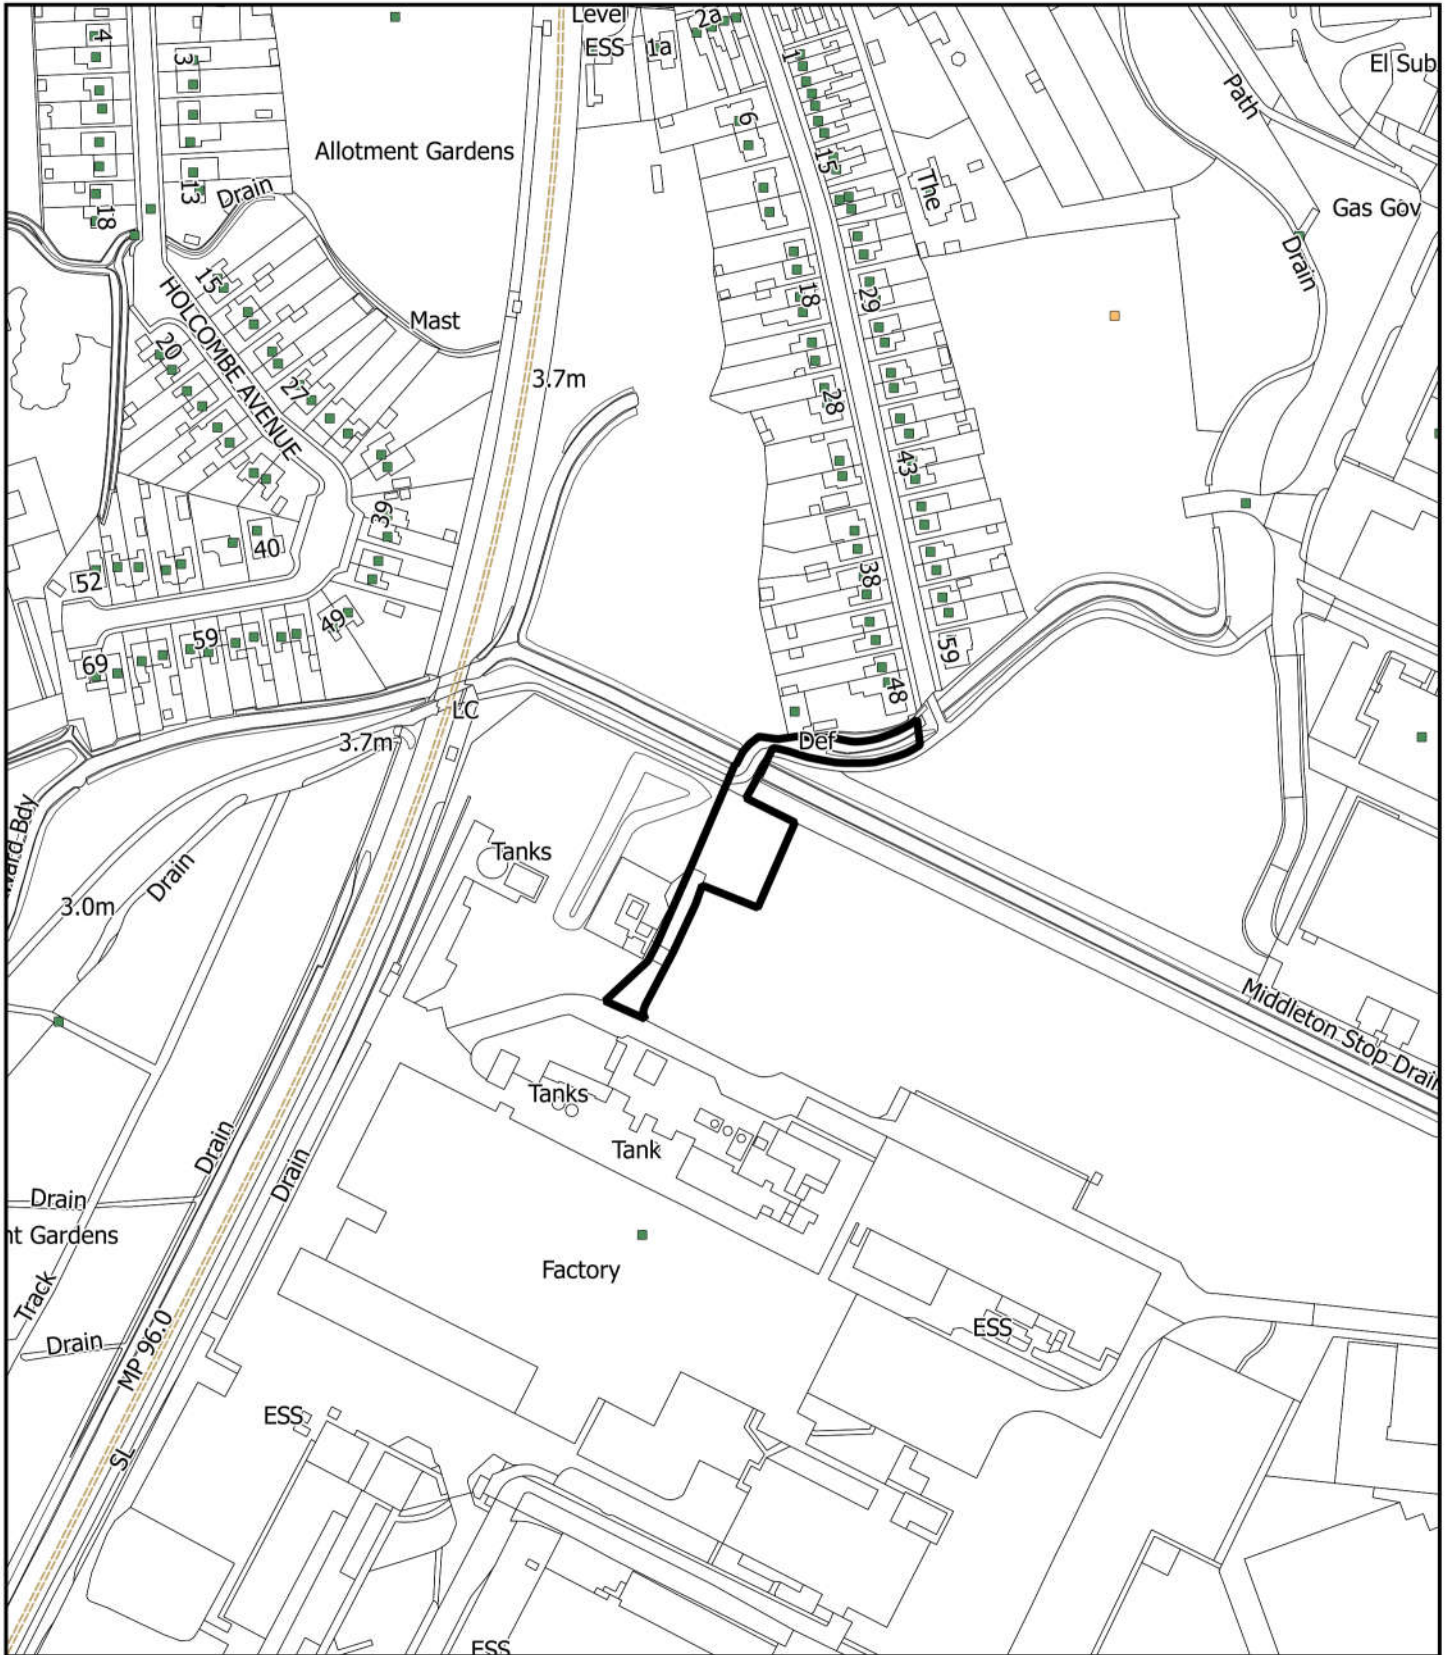 Level
2a
4
3
ESS
1a
1
El Sub
Path
6
Allotment Gardens
15
13
Drain
The
18
Gas Gov
Drain
15
HOLCOMBE AVENUE
18
29
Mast
20
3.7m
27
28
43
39
40
52
38
49
59
59
69
48
LC
3.7m
Def
Ward Bdy
Tanks
Drain
3.0m
Middleton Stop Drain
Tanks
Drain
Tank
Drain
Drain
nt Gardens
Factory
Track
ESS
Drain
MP 96.0
ESS
SL
ESS